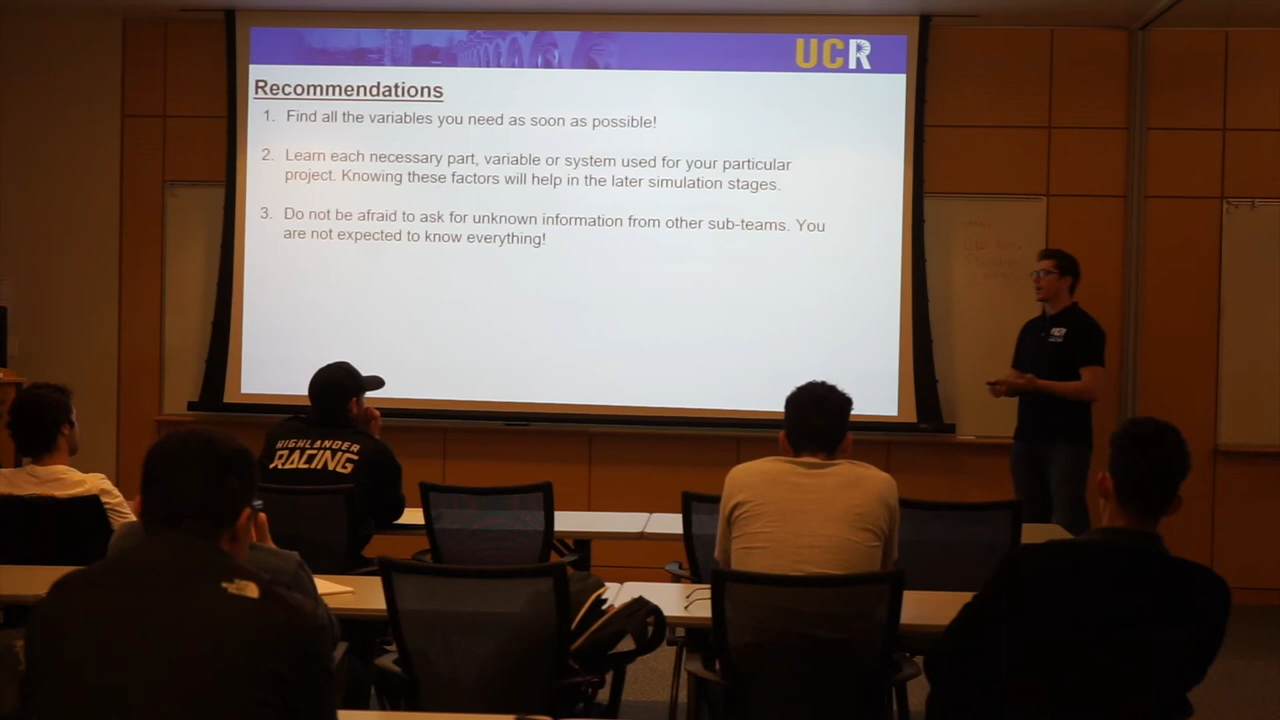 UCR
Recommendations
1. Find all the variables you need as soon as possible!
2. Learn each necessary part, variable or system used for your particular
project. Knowing these factors will help in the later simulation stages.
3. Do not be afraid to ask for unknown information from other sub-teams. You
are not expected to know everything!
HIGHLANDER
RACING